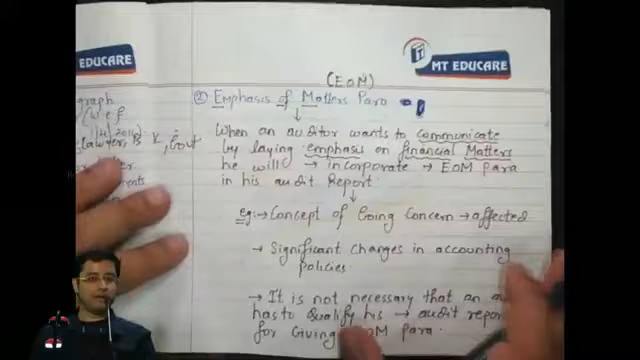 EDUCARE
MT EDUCARE
(EOM)
② Emphasis of Matters Para
When an auditor wants to communicate
by laying emphasis on financial Matters
he will → incorporate → EOM para
in his audit Report.
eg:→ Concept of Going Concern → affected
→ Significant changes in accounting
policies
→ It is not necessary that an
has to qualify his → audit repor
for Giving EOM para.
graph
(w.e.f